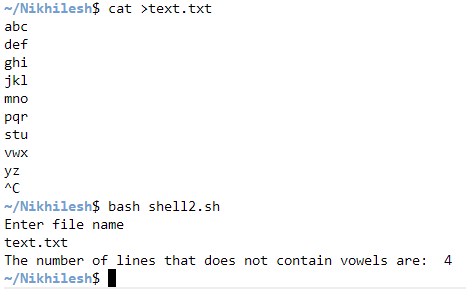 ~/Nikhilesh$ cat >text.txt
abc
def
ghi
jkl
mno
pqr
stu
vwx
yz
^C
~/Nikhilesh$ bash shell2.sh
Enter file name
text.txt
The number of lines that does not contain vowels are:  4
~/Nikhilesh$